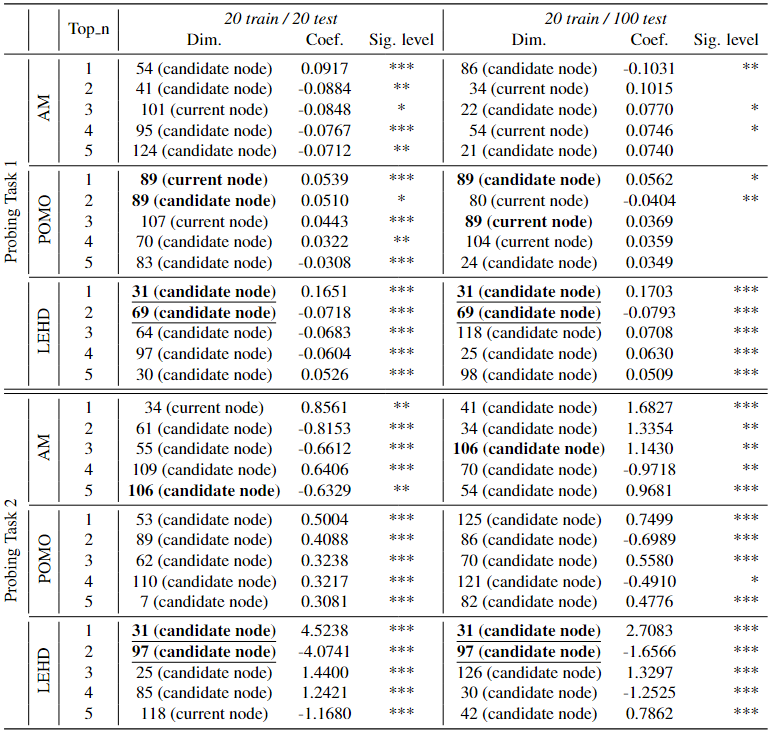 Top_n 20 train / 20 test 20 train / 100 test
Dim. Coef. Sig. level Dim. Coef. Sig. level
Probing Task 1
AM
1 54 (candidate node) 0.0917 *** 86 (candidate node) -0.1031 **
2 41 (candidate node) -0.0884 ** 34 (current node) 0.1015
3 101 (current node) -0.0848 * 22 (candidate node) 0.0770 *
4 95 (candidate node) -0.0767 *** 54 (current node) 0.0746 *
5 124 (candidate node) -0.0712 ** 21 (candidate node) 0.0740
POMO
1 89 (current node) 0.0539 *** 89 (candidate node) 0.0562 *
2 89 (candidate node) 0.0510 * 80 (current node) -0.0404 **
3 107 (current node) 0.0443 *** 89 (current node) 0.0369
4 70 (candidate node) 0.0322 ** 104 (current node) 0.0359
5 83 (candidate node) -0.0308 *** 24 (candidate node) 0.0349
LEHD
1 31 (candidate node) 0.1651 *** 31 (candidate node) 0.1703 ***
2 69 (candidate node) -0.0718 *** 69 (candidate node) -0.0793 ***
3 64 (candidate node) -0.0683 *** 118 (candidate node) 0.0708 ***
4 97 (candidate node) -0.0604 *** 25 (candidate node) 0.0630 ***
5 30 (candidate node) 0.0526 *** 98 (candidate node) 0.0509 ***
Probing Task 2
AM
1 34 (current node) 0.8561 ** 41 (candidate node) 1.6827 ***
2 61 (candidate node) -0.8153 *** 34 (candidate node) 1.3354 **
3 55 (candidate node) -0.6612 *** 106 (candidate node) 1.1430 **
4 109 (candidate node) 0.6406 *** 70 (candidate node) -0.9718 **
5 106 (candidate node) -0.6329 ** 54 (candidate node) 0.9681 ***
POMO
1 53 (candidate node) 0.5004 *** 125 (candidate node) 0.7499 ***
2 89 (candidate node) 0.4088 *** 86 (candidate node) -0.6989 ***
3 62 (candidate node) 0.3238 *** 70 (candidate node) 0.5580 ***
4 110 (candidate node) 0.3217 *** 121 (candidate node) -0.4910 *
5 7 (candidate node) 0.3081 *** 82 (candidate node) 0.4776 ***
LEHD
1 31 (candidate node) 4.5238 *** 31 (candidate node) 2.7083 ***
2 97 (candidate node) -4.0741 *** 97 (candidate node) -1.6566 ***
3 25 (candidate node) 1.4400 *** 126 (candidate node) 1.3297 ***
4 85 (candidate node) 1.2421 *** 30 (candidate node) -1.2525 ***
5 118 (current node) -1.1680 *** 42 (candidate node) 0.7862 ***